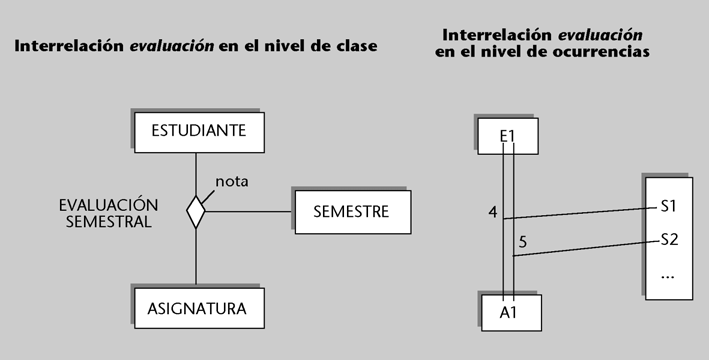 Interrelación evaluación en el nivel de clase
Interrelación evaluación
en el nivel de ocurrencias
ESTUDIANTE
nota
EVALUACIÓN
SEMESTRAL
SEMESTRE
ASIGNATURA
E1
4
5
S1
S2
...
A1